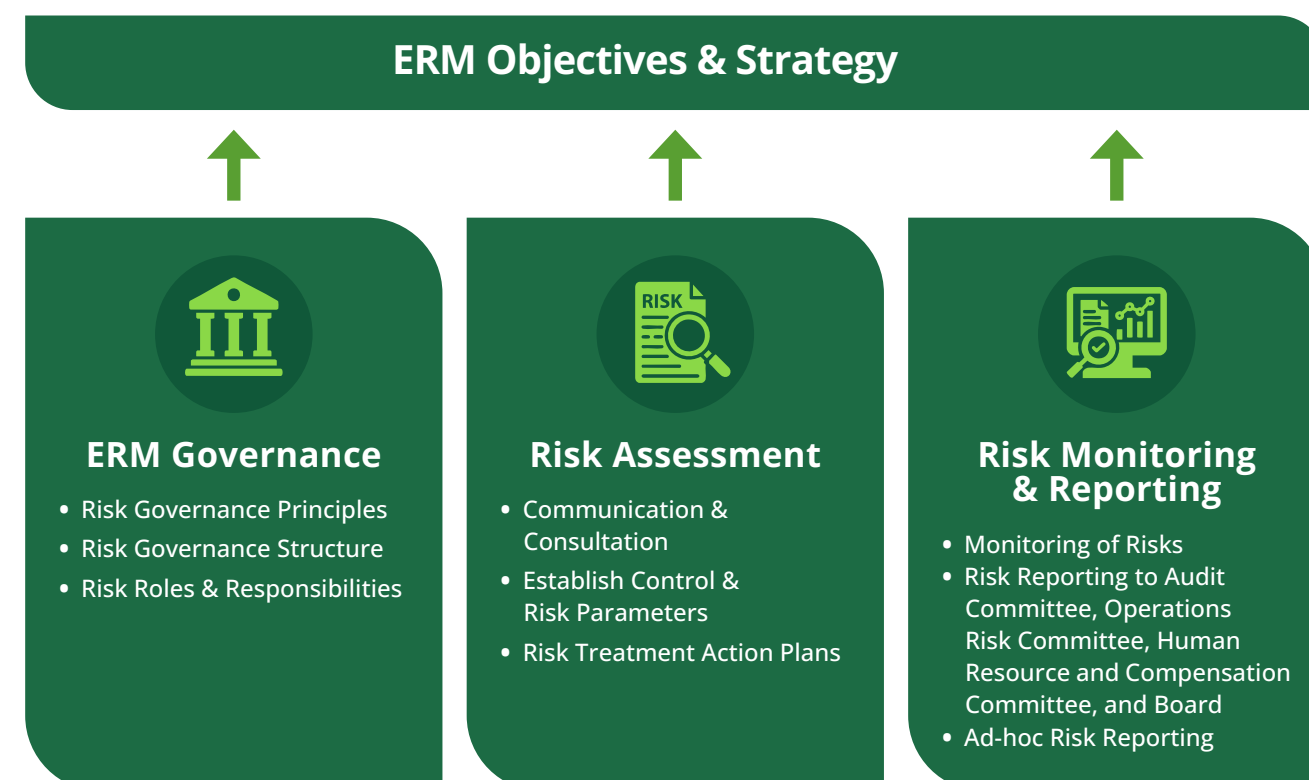 ERM Objectives & Strategy
ERM Governance
• Risk Governance Principles
• Risk Governance Structure
• Risk Roles & Responsibilities
RISK
Risk Assessment
• Communication &
Consultation
• Establish Control &
Risk Parameters
• Risk Treatment Action Plans
Risk Monitoring
& Reporting
• Monitoring of Risks
• Risk Reporting to Audit
Committee, Operations
Risk Committee, Human
Resource and Compensation
Committee, and Board
• Ad-hoc Risk Reporting